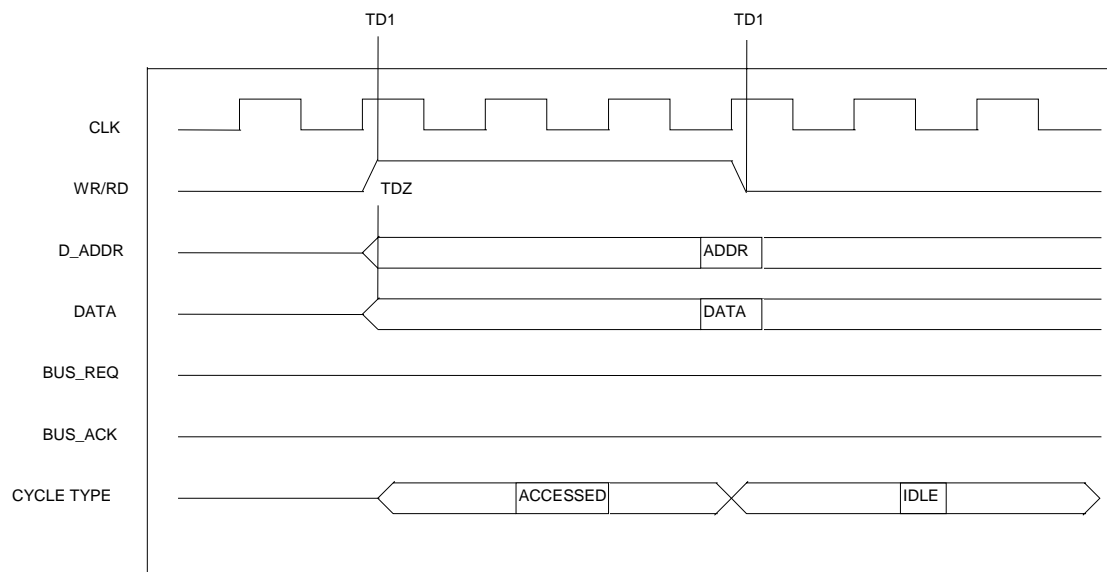 TD1 TD1
CLK
WR/RD
TDZ
D_ADDR ADDR
DATA DATA
BUS_REQ
BUS_ACK
CYCLE TYPE ACCESSED IDLE